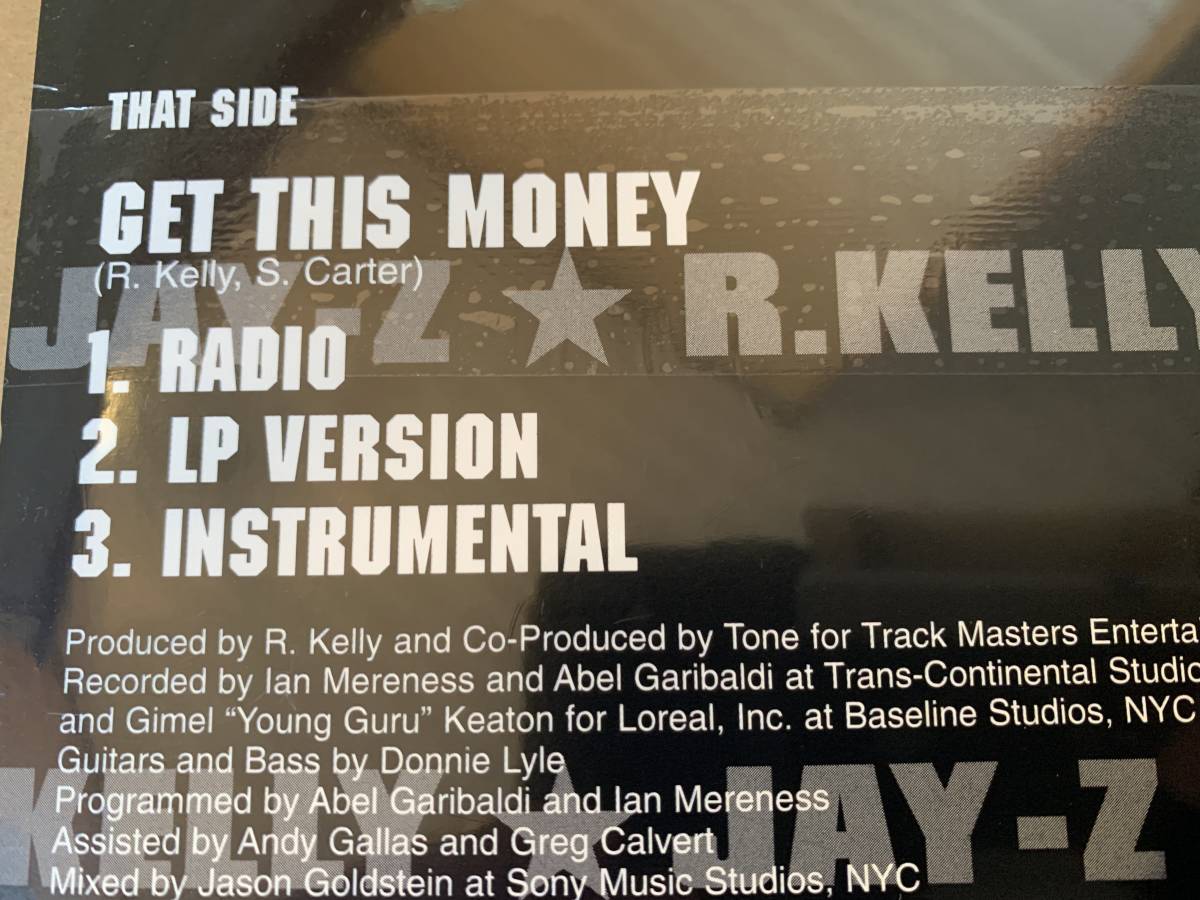 THAT SIDE
GET THIS MONEY
(R. Kelly, S. Carter)
JAY-Z ★ R.KELLY
1. RADIO
2. LP VERSION
3. INSTRUMENTAL
Produced by R. Kelly and Co-Produced by Tone for Track Masters
Recorded by Ian Mereness and Abel Garibaldi at Trans-Continental
and Gimel “Young Guru” Keaton for Loreal, Inc. at Baseline Studios, NYC
Guitars and Bass by Donnie Lyle
KELLY ★ JAY-Z
Programmed by Abel Garibaldi and Ian Mereness
Assisted by Andy Gallas and Greg Calvert
Mixed by Jason Goldstein at Sony Music Studios, NYC